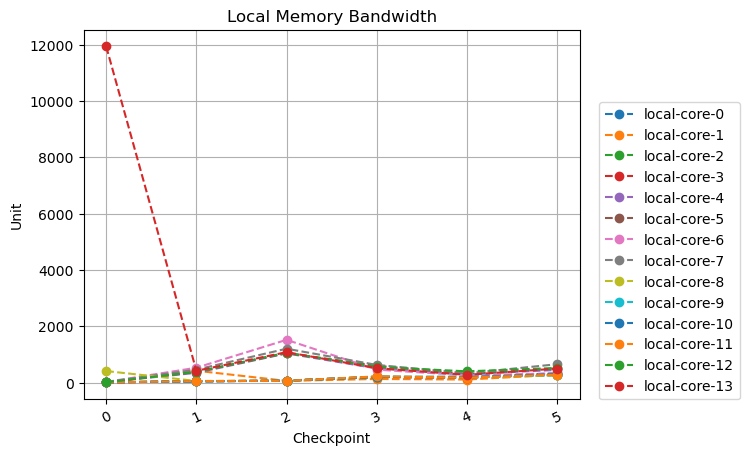 Local Memory Bandwidth
12000
10000
8000
6000
4000
2000
0
Unit
0 1 2 3 4 5
Checkpoint
local-core-0
local-core-1
local-core-2
local-core-3
local-core-4
local-core-5
local-core-6
local-core-7
local-core-8
local-core-9
local-core-10
local-core-11
local-core-12
local-core-13